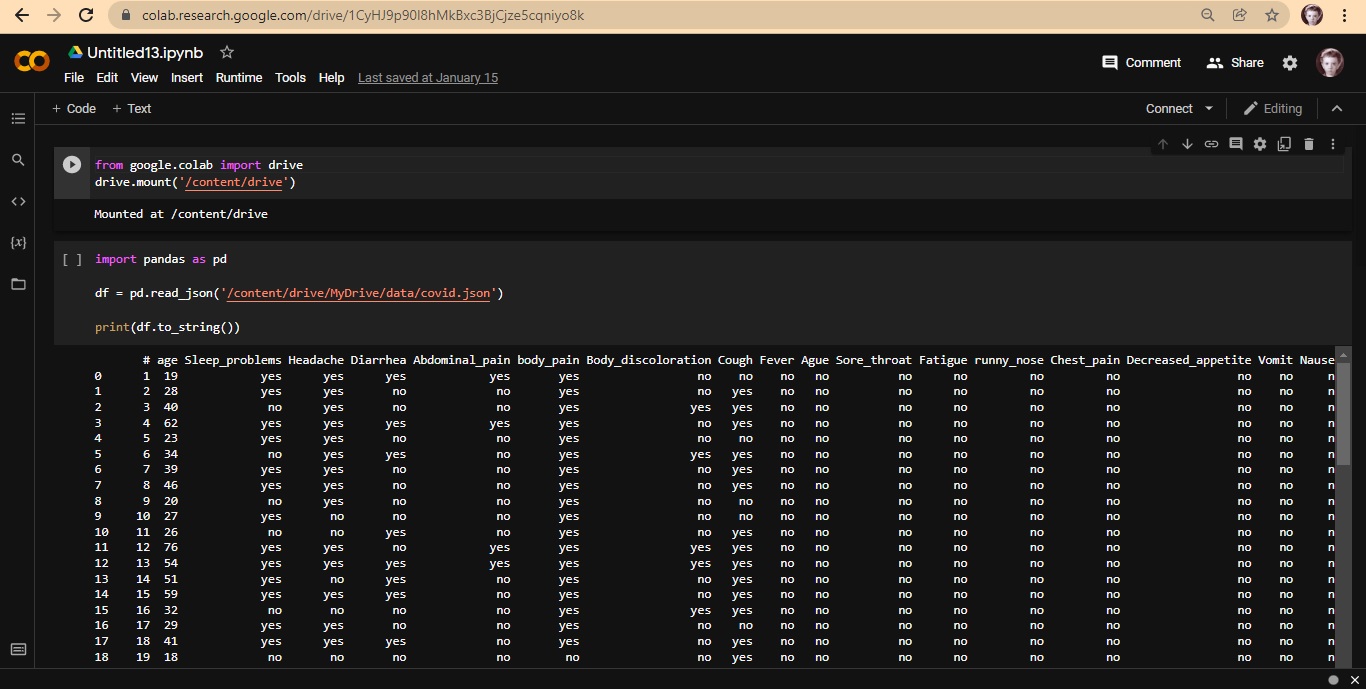 colab.research.google.com/drive/1CyHJ9p90I8hMkBxc3BjCjze5cqniyo8k
Untitled13.ipynb
File Edit View Insert Runtime Tools Help Last saved at January 15
Comment Share
+ Code + Text
Connect Editing
from google.colab import drive
drive.mount('/content/drive')
Mounted at /content/drive
[ ] import pandas as pd
df = pd.read_json('/content/drive/MyDrive/data/covid.json')
print(df.to_string())
# age Sleep_problems Headache Diarrhea Abdominal_pain body_pain Body_discoloration Cough Fever Ague Sore_throat Fatigue runny_nose Chest_pain Decreased_appetite Vomit Nause
0 1 19 yes yes yes yes yes no no no no no no no no no no n
1 2 28 yes yes no no yes no yes no no no no no no no no n
2 3 40 no yes no no yes yes yes no no no no no no no no n
3 4 62 yes yes yes yes yes no yes no no no no no no no no n
4 5 23 yes yes no no yes no no no no no no no no no no n
5 6 34 no yes yes no yes yes yes no no no no no no no no n
6 7 39 yes yes no no yes no yes no no no no no no no no n
7 8 46 yes yes no no yes no yes no no no no no no no no n
8 9 20 no yes no no yes no no no no no no no no no no n
9 10 27 yes no no no yes no no no no no no no no no no n
10 11 26 no no yes no yes no yes no no no no no no no no n
11 12 76 yes yes no yes yes yes yes no no no no no no no no n
12 13 54 yes yes yes yes yes yes yes no no no no no no no no n
13 14 51 yes no yes no yes no yes no no no no no no no no n
14 15 59 yes yes yes no yes no yes no no no no no no no no n
15 16 32 no no no no yes yes yes no no no no no no no no n
16 17 29 yes yes no no yes no no no no no no no no no no n
17 18 41 yes yes yes no yes no yes no no no no no no no no n
18 19 18 no no no no no no yes no no no no no no no no n